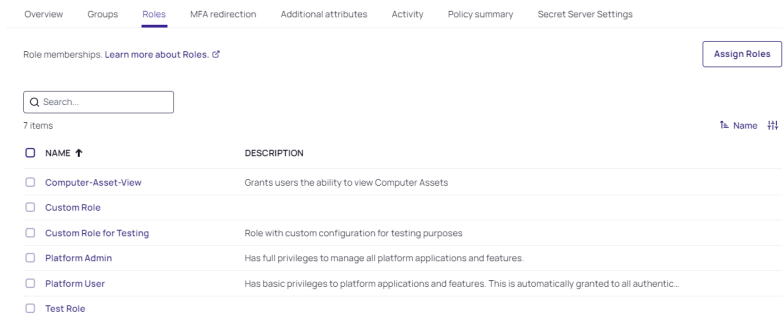 Overview Groups Roles MFA redirection Additional attributes Activity Policy summary Secret Server Settings
Role memberships. Learn more about Roles.
Assign Roles
Search...
7 items
Name
NAME DESCRIPTION
Computer-Asset-View Grants users the ability to view Computer Assets
Custom Role
Custom Role for Testing Role with custom configuration for testing purposes
Platform Admin Has full privileges to manage all platform applications and features.
Platform User Has basic privileges to platform applications and features. This is automatically granted to all authentic...
Test Role